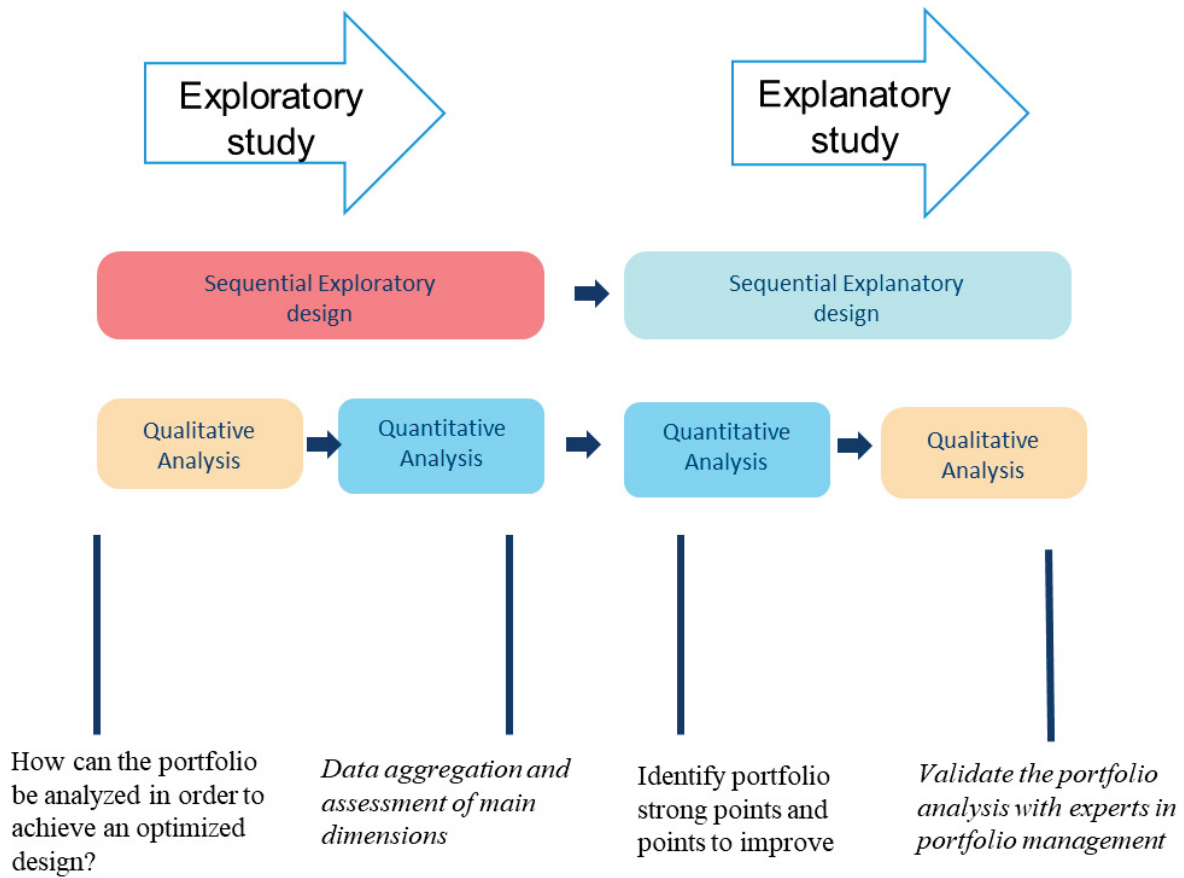 Exploratory
study
Explanatory
study
Sequential Exploratory
design
Sequential Explanatory
design
Qualitative
Analysis
Quantitative
Analysis
Quantitative
Analysis
Qualitative
Analysis
How can the portfolio
be analyzed in order to
achieve an optimized
design?
Data aggregation and
assessment of main
dimensions
Identify portfolio
strong points and
points to improve
Validate the portfolio
analysis with experts in
portfolio management